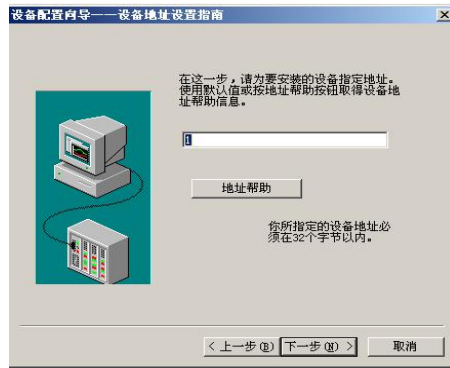 设备配置向导——设备地址设置指南
在这一步，请为要安装的设备指定地址。
使用默认值或按地址帮助按钮取得设备地
址帮助信息。
1
地址帮助
你所指定的设备地址必
须在32个字节以内。
< 上一步(B) 下一步(N) > 取消